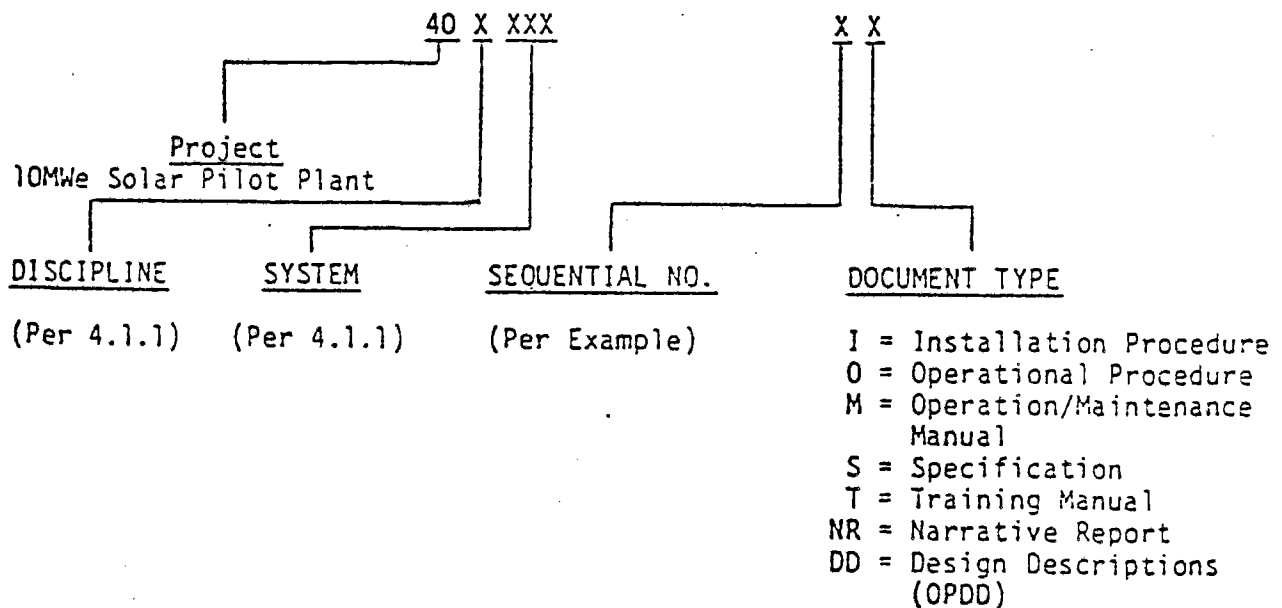 40 X XXX X X
Project
10MWe Solar Pilot Plant
DISCIPLINE SYSTEM SEQUENTIAL NO. DOCUMENT TYPE
(Per 4.1.1) (Per 4.1.1) (Per Example)
I = Installation Procedure
O = Operational Procedure
M = Operation/Maintenance
Manual
S = Specification
T = Training Manual
NR = Narrative Report
DD = Design Descriptions
(OPDD)